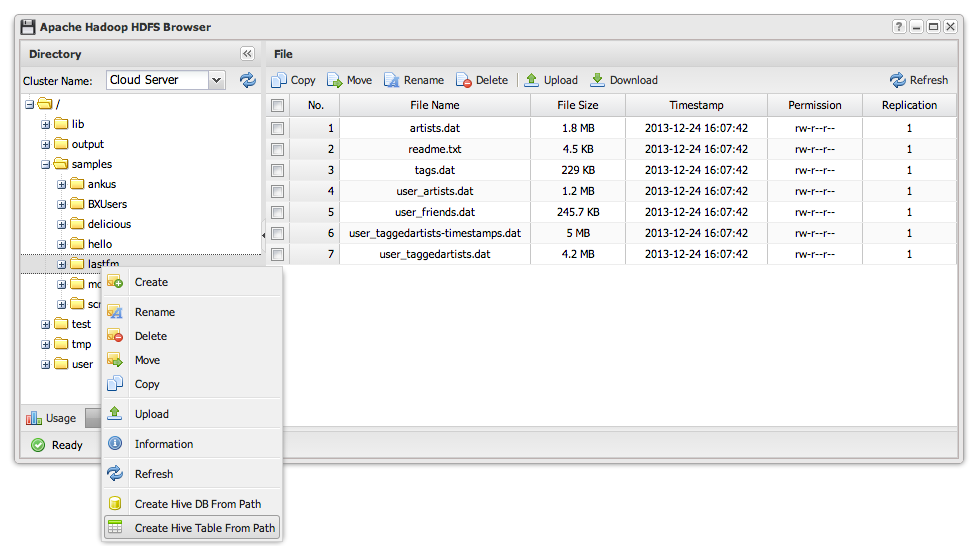 Apache Hadoop HDFS Browser
Directory
File
Cluster Name: Cloud Server
Copy Move Rename Delete Upload Download Refresh
No. File Name File Size Timestamp Permission Replication
1 artists.dat 1.8 MB 2013-12-24 16:07:42 rw-r--r-- 1
2 readme.txt 4.5 KB 2013-12-24 16:07:42 rw-r--r-- 1
3 tags.dat 229 KB 2013-12-24 16:07:42 rw-r--r-- 1
4 user_artists.dat 1.2 MB 2013-12-24 16:07:42 rw-r--r-- 1
5 user_friends.dat 245.7 KB 2013-12-24 16:07:42 rw-r--r-- 1
6 user_taggedartists-timestamps.dat 5 MB 2013-12-24 16:07:42 rw-r--r-- 1
7 user_taggedartists.dat 4.2 MB 2013-12-24 16:07:42 rw-r--r-- 1
/
lib
output
samples
ankus
BXUsers
delicious
hello
lastfm
test
tmp
user
Usage
Ready
Create
Rename
Delete
Move
Copy
Upload
Information
Refresh
Create Hive DB From Path
Create Hive Table From Path